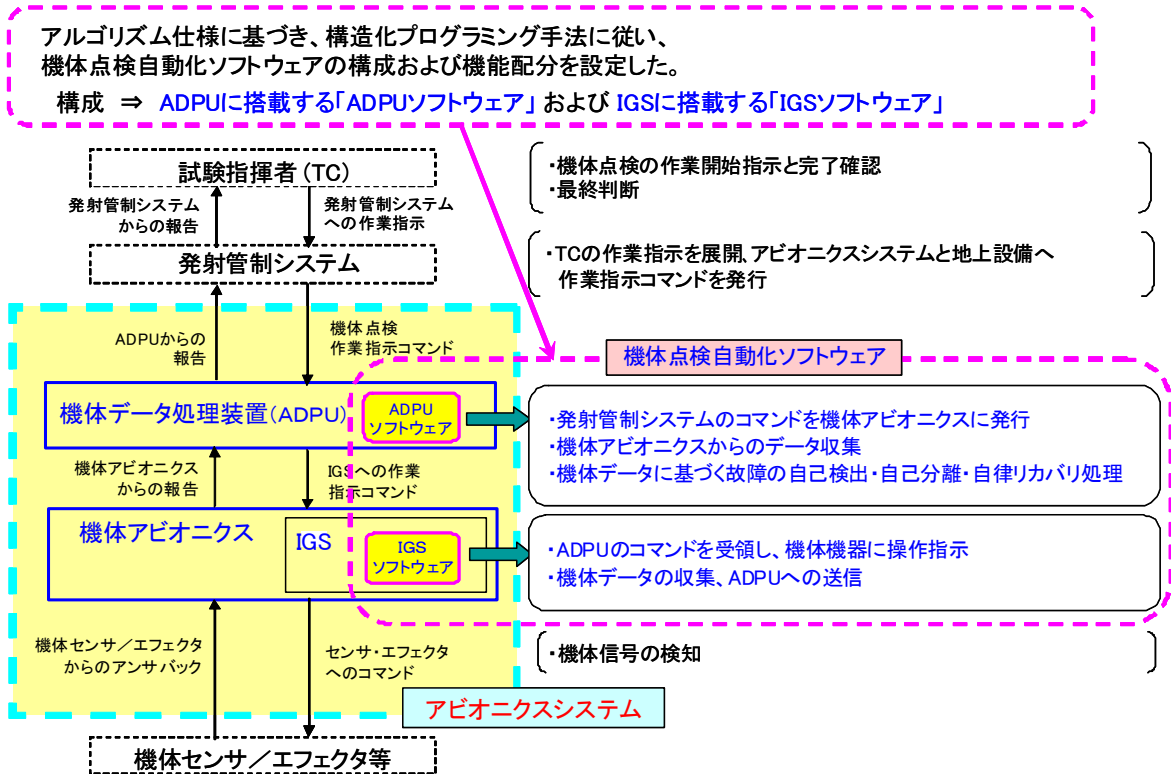 アルゴリズム仕様に基づき、構造化プログラミング手法に従い、
機体点検自動化ソフトウェアの構成および機能配分を設定した。
構成 ⇒ ADPUに搭載する「ADPUソフトウェア」 および IGSに搭載する「IGSソフトウェア」
試験指揮者(TC)
・機体点検の作業開始指示と完了確認
・最終判断
発射管制システム
からの報告
発射管制システム
への作業指示
発射管制システム
・TCの作業指示を展開、アビオニクスシステムと地上設備へ
作業指示コマンドを発行
ADPUからの
報告
機体点検
作業指示コマンド
機体点検自動化ソフトウェア
機体データ処理装置(ADPU)
ADPU
ソフトウェア
・発射管制システムのコマンドを機体アビオニクスに発行
・機体アビオニクスからのデータ収集
・機体データに基づく故障の自己検出・自己分離・自律リカバリ処理
機体アビオニクス
からの報告
IGSへの作業
指示コマンド
機体アビオニクス
IGS
IGS
ソフトウェア
・ADPUのコマンドを受領し、機体機器に操作指示
・機体データの収集、ADPUへの送信
機体センサ／エフェクタ
からのアンサバック
センサ・エフェクタ
へのコマンド
・機体信号の検知
アビオニクスシステム
機体センサ／エフェクタ等